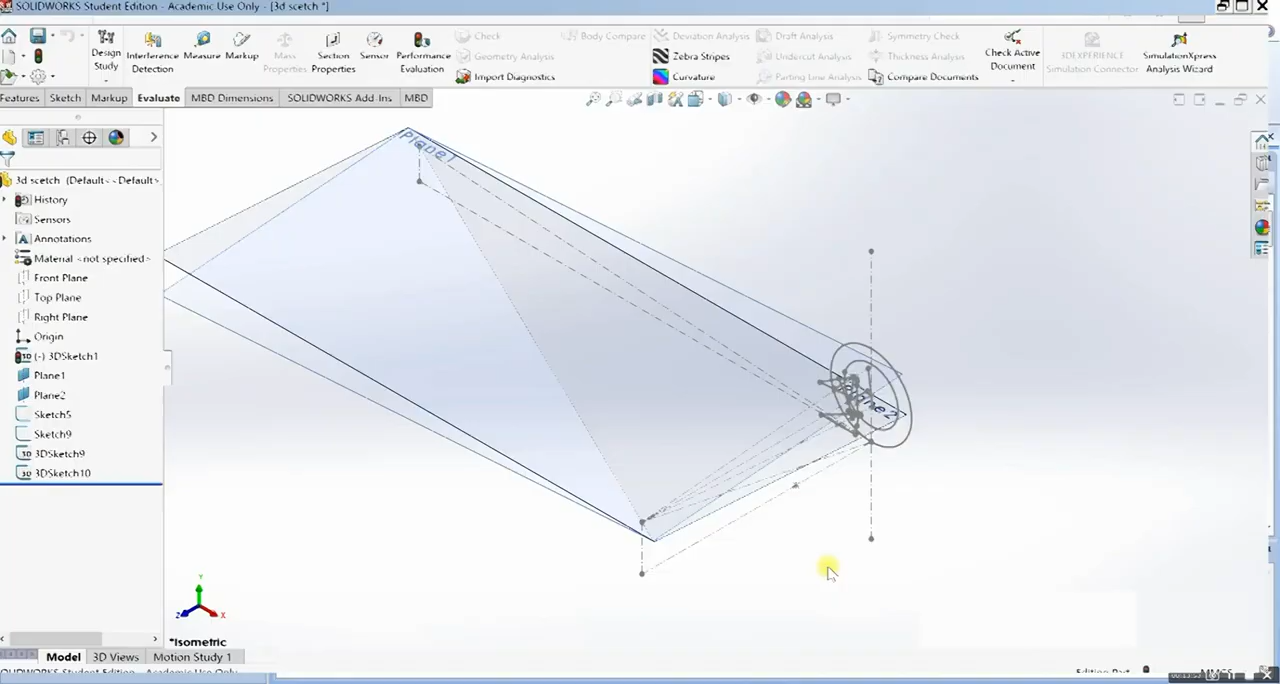 SOLIDWORKS Student Edition - Academic Use Only - [3d scetch *]
Design Study
Interference Detection
Measure
Markup
Mass Properties
Section Properties
Sensor
Performance Evaluation
Check
Geometry Analysis
Import Diagnostics
Body Compare
Deviation Analysis
Zebra Stripes
Curvature
Draft Analysis
Undercut Analysis
Parting Line Analysis
Symmetry Check
Thickness Analysis
Compare Documents
Check Active Document
3DEXPERIENCE Simulation Connector
SimulationXpress Analysis Wizard
Features
Sketch
Markup
Evaluate
MBD Dimensions
SOLIDWORKS Add-Ins
MBD
3d scetch (Default<<Default>
History
Sensors
Annotations
Material <not specified>
Front Plane
Top Plane
Right Plane
Origin
(-) 3DSketch1
Plane1
Plane2
Sketch5
Sketch9
3DSketch9
3DSketch10
Plane1
Plane2
Y
Z
X
*Isometric
Model
3D Views
Motion Study 1